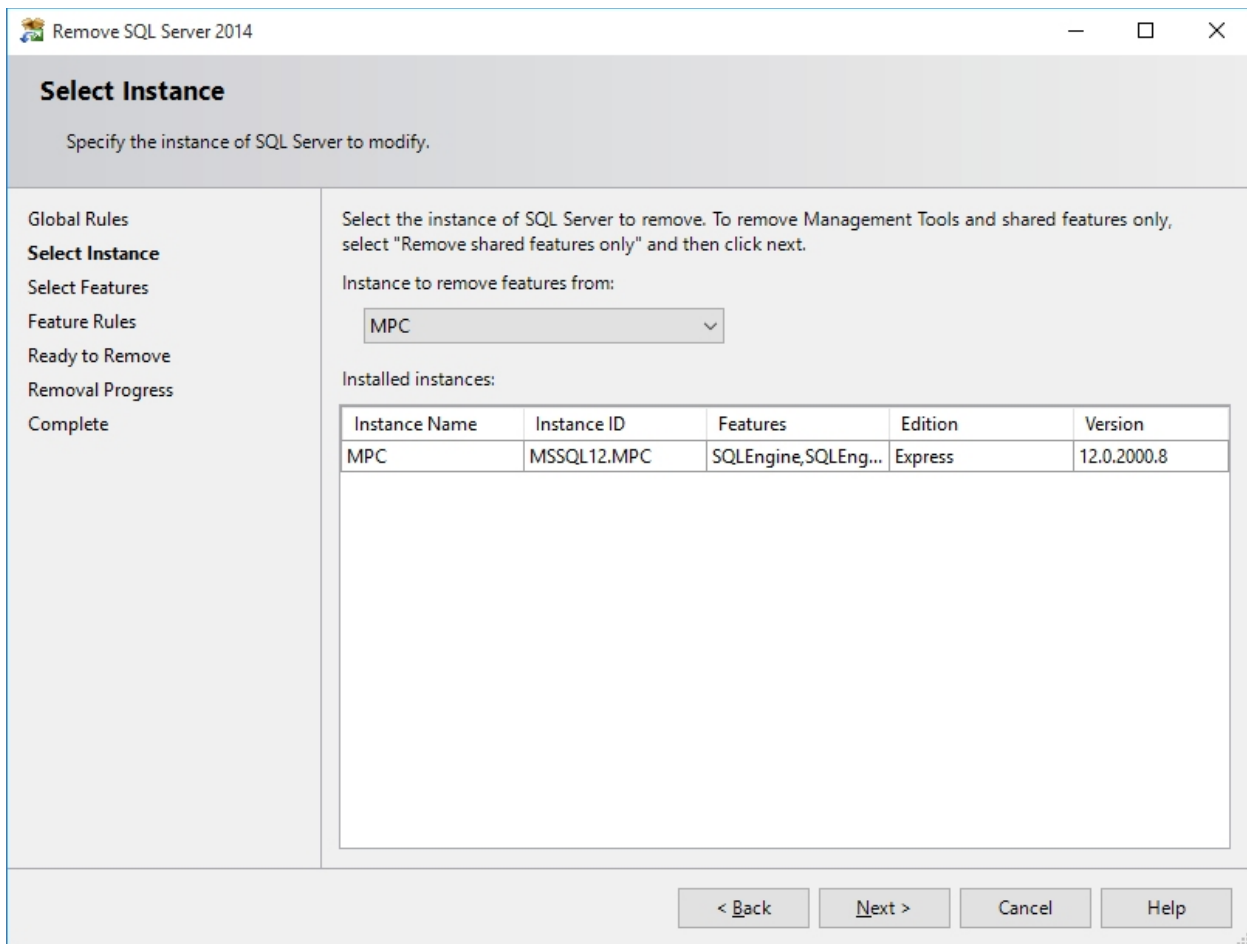 Remove SQL Server 2014
Select Instance
Specify the instance of SQL Server to modify.
Global Rules
Select Instance
Select Features
Feature Rules
Ready to Remove
Removal Progress
Complete
Select the instance of SQL Server to remove. To remove Management Tools and shared features only,
select "Remove shared features only" and then click next.
Instance to remove features from:
MPC
Installed instances:
Instance Name Instance ID Features Edition Version
MPC MSSQL12.MPC SQLEngine,SQLEng... Express 12.0.2000.8
< Back Next > Cancel Help